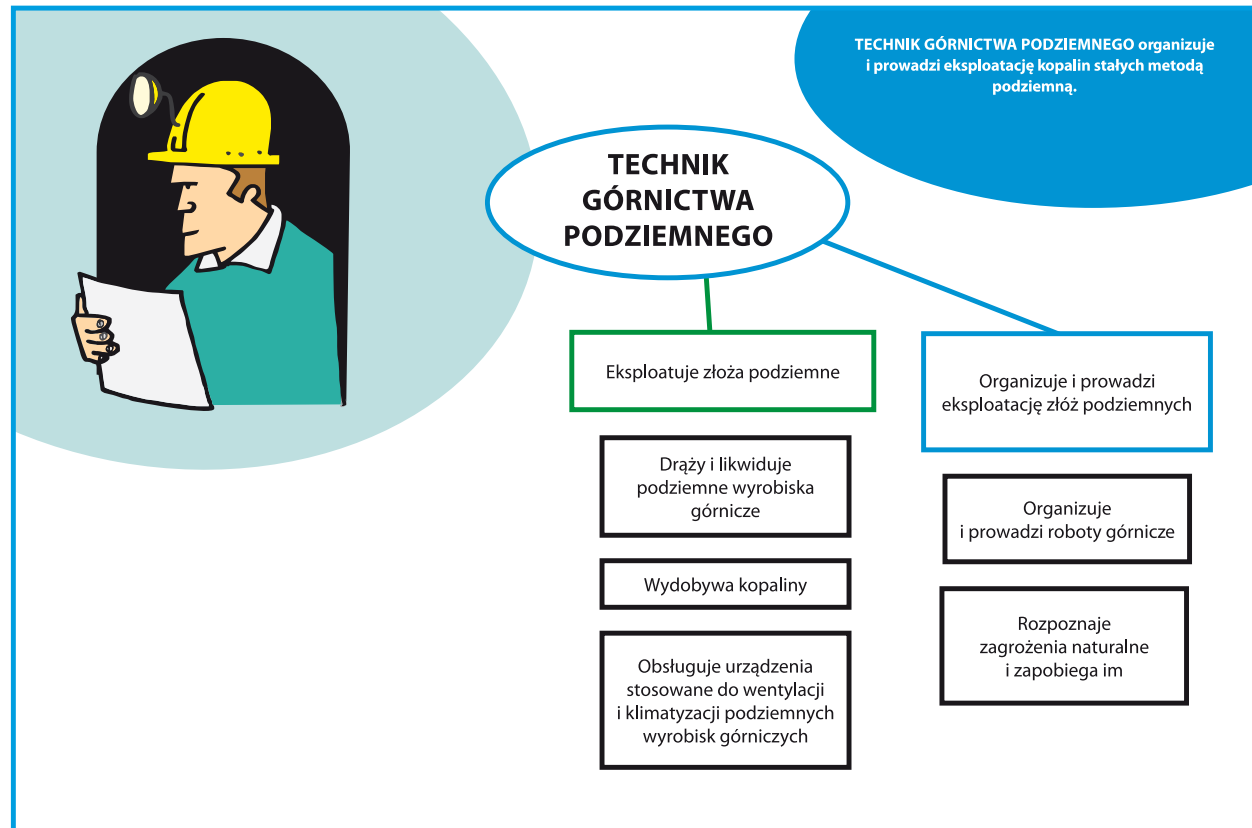 TECHNIK GÓRNICTWA PODZIEMNEGO organizuje
i prowadzi eksploatację kopalin stałych metodą
podziemną.
TECHNIK
GÓRNICTWA
PODZIEMNEGO
Eksploatuje złoża podziemne
Drąży i likwiduje
podziemne wyrobiska
górnicze
Wydobywa kopaliny
Obsługuje urządzenia
stosowane do wentylacji
i klimatyzacji podziemnych
wyrobisk górniczych
Organizuje i prowadzi
eksploatację złóż podziemnych
Organizuje
i prowadzi roboty górnicze
Rozpoznaje
zagrożenia naturalne
i zapobiega im